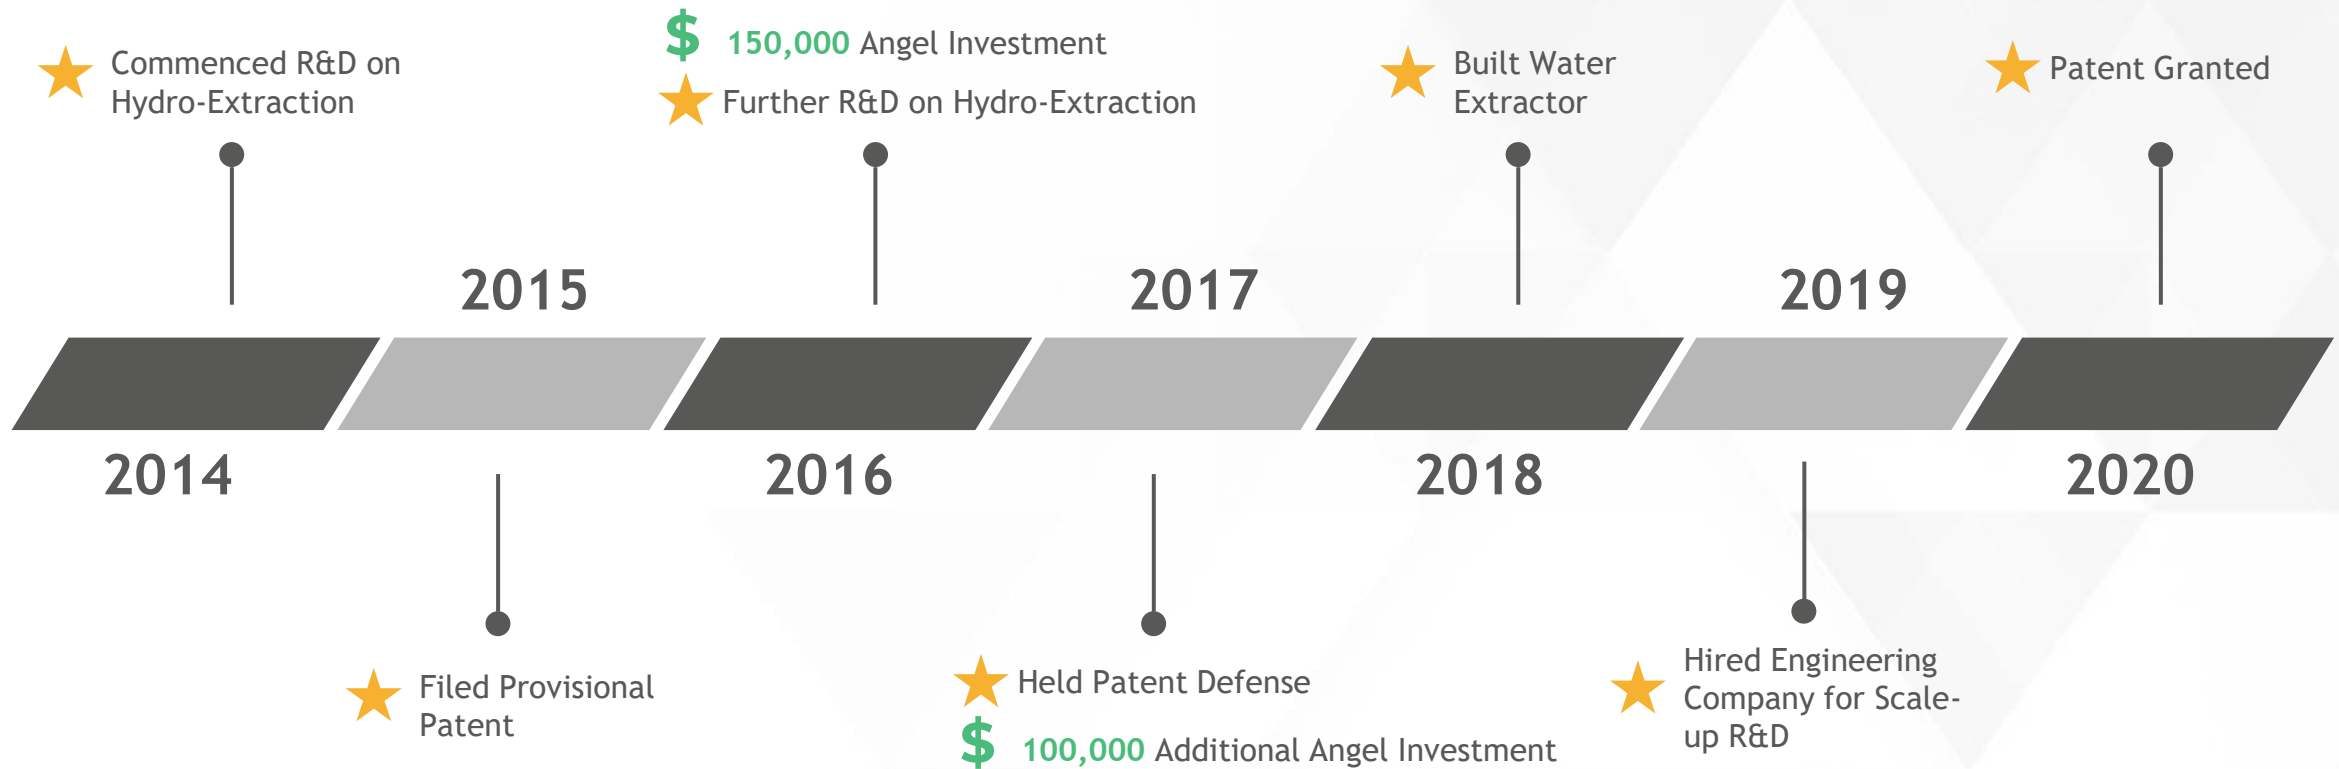 Commenced R&D on
Hydro-Extraction
$ 150,000 Angel Investment
Further R&D on Hydro-Extraction
Built Water
Extractor
Patent Granted
2015
2017
2019
2014
2016
2018
2020
Filed Provisional
Patent
Held Patent Defense
$ 100,000 Additional Angel Investment
Hired Engineering
Company for Scale-
up R&D